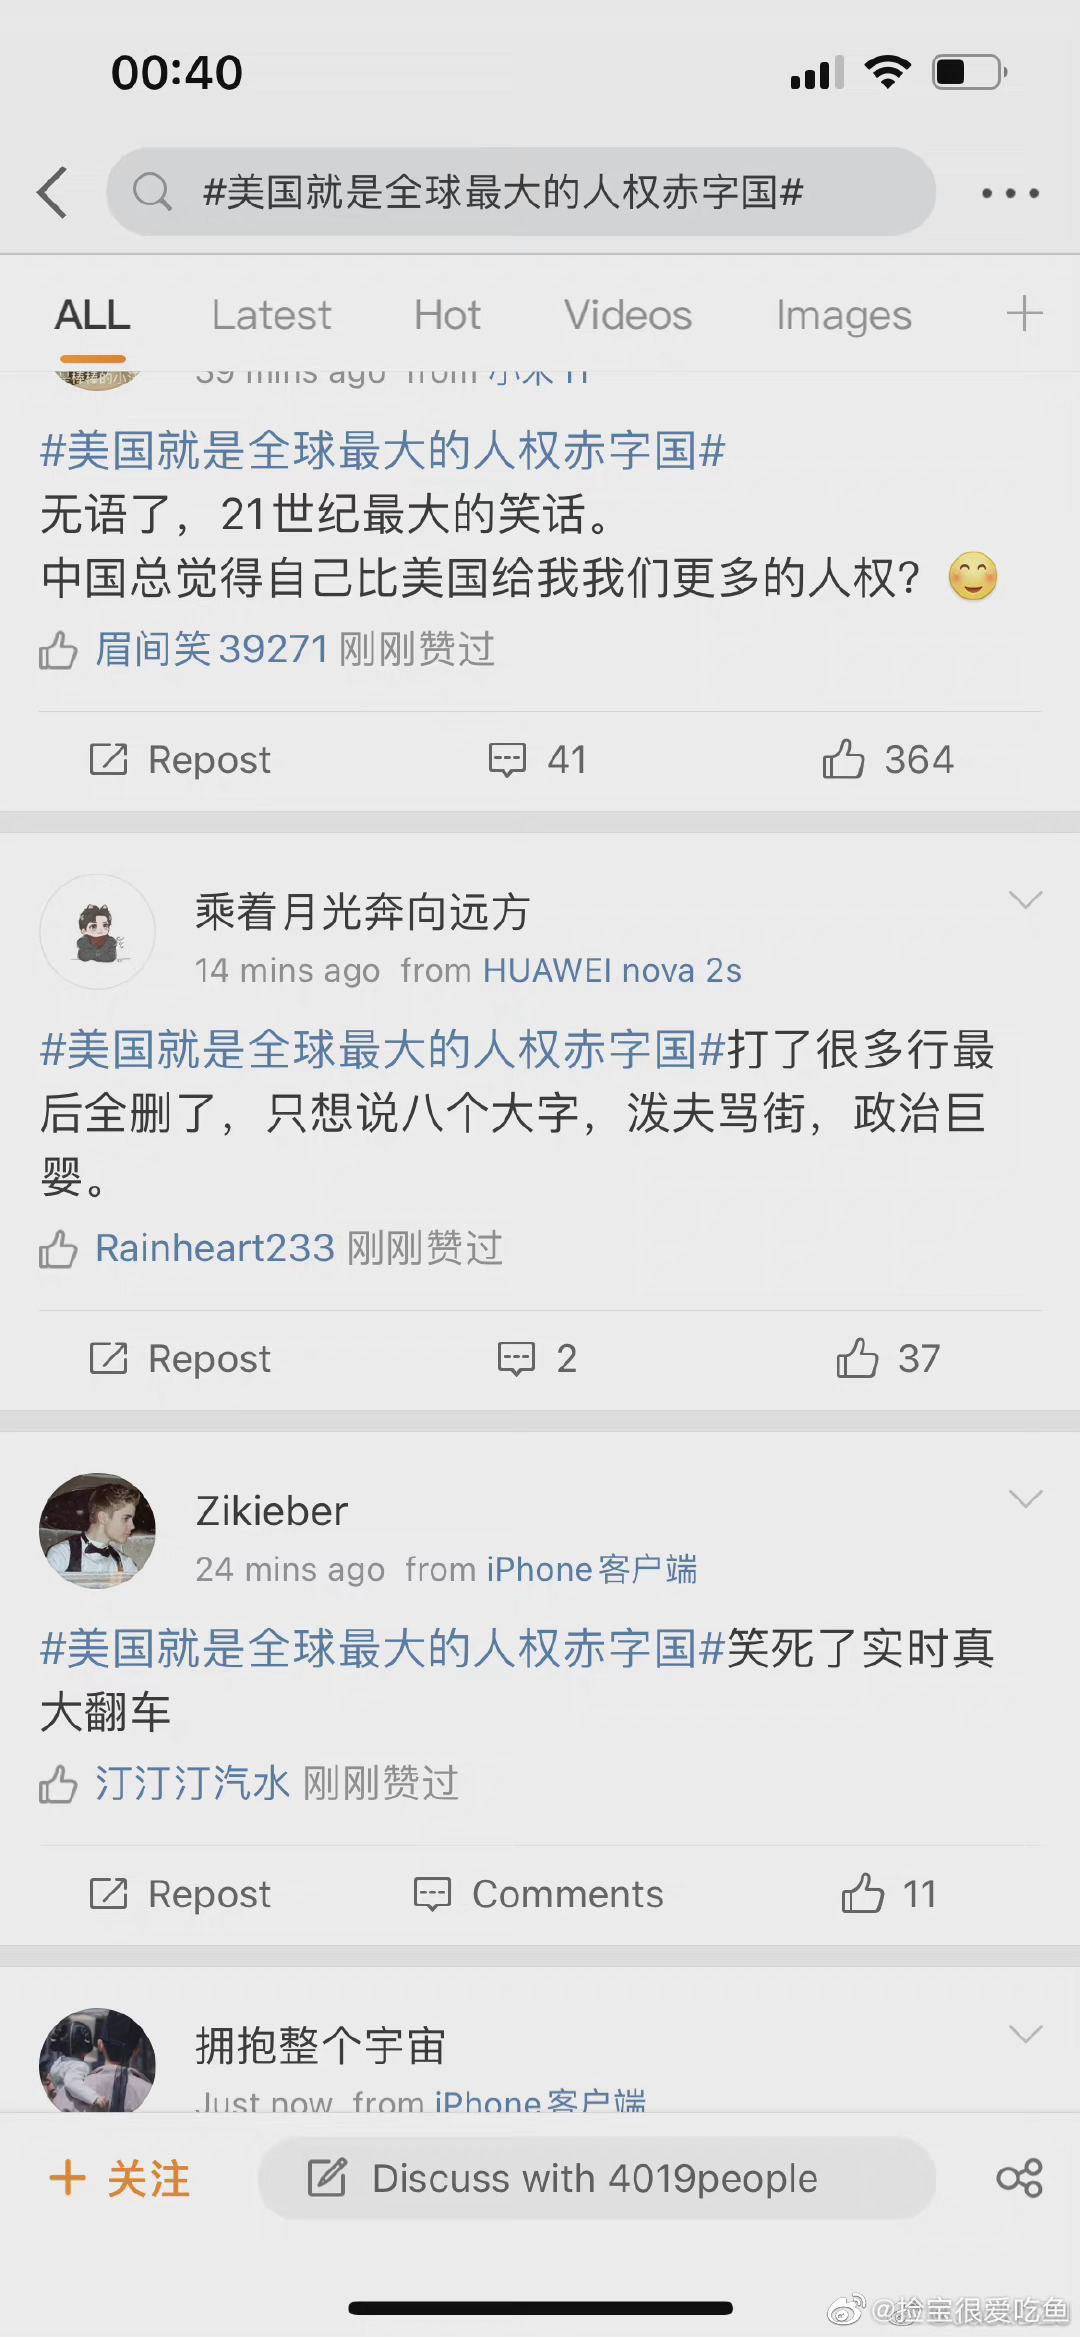 00:40
#美国就是全球最大的人权赤字国#
ALL Latest Hot Videos Images
39 mins ago from 小米11
#美国就是全球最大的人权赤字国#
无语了，21世纪最大的笑话。
中国总觉得自己比美国给我我们更多的人权？
眉间笑39271 刚刚赞过
Repost 41 364
乘着月光奔向远方
14 mins ago from HUAWEI nova 2s
#美国就是全球最大的人权赤字国#打了很多行最
后全删了，只想说八个大字，泼夫骂街，政治巨
婴。
Rainheart233 刚刚赞过
Repost 2 37
Zikieber
24 mins ago from iPhone客户端
#美国就是全球最大的人权赤字国#笑死了实时真
大翻车
汀汀汀汽水 刚刚赞过
Repost Comments 11
拥抱整个宇宙
Just now from iPhone客户端
+ 关注 Discuss with 4019people
@捡宝很爱吃鱼